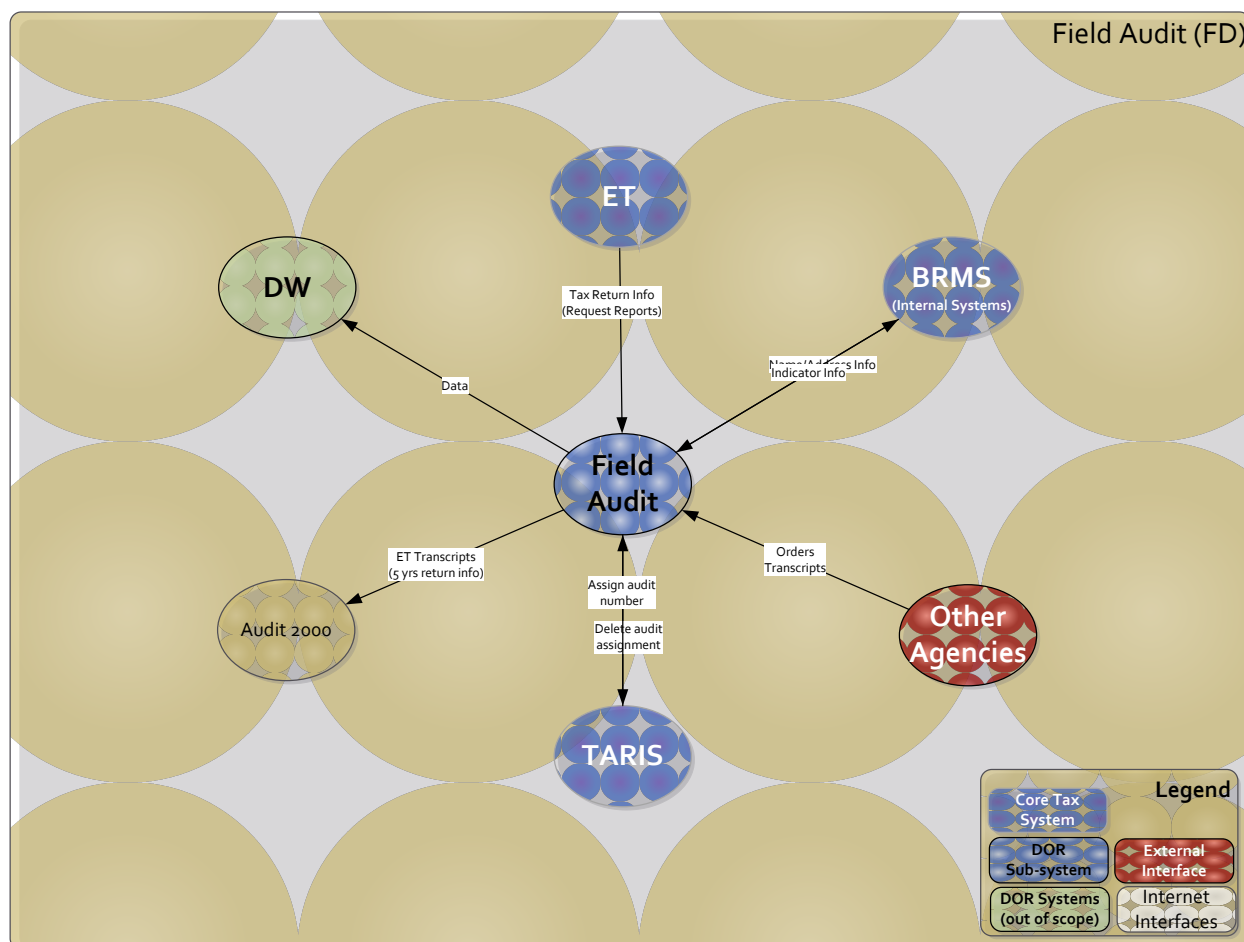 Field Audit (FD)
ET
DW
BRMS
(Internal Systems)
Tax Return Info
(Request Reports)
Name/Address Info
Indicator Info
Data
Field
Audit
ET Transcripts
(5 yrs return info)
Orders
Transcripts
Assign audit
number
Delete audit
assignment
Audit 2000
Other
Agencies
TARIS
Legend
Core Tax
System
DOR
Sub-system
External
Interface
DOR Systems
(out of scope)
Internet
Interfaces